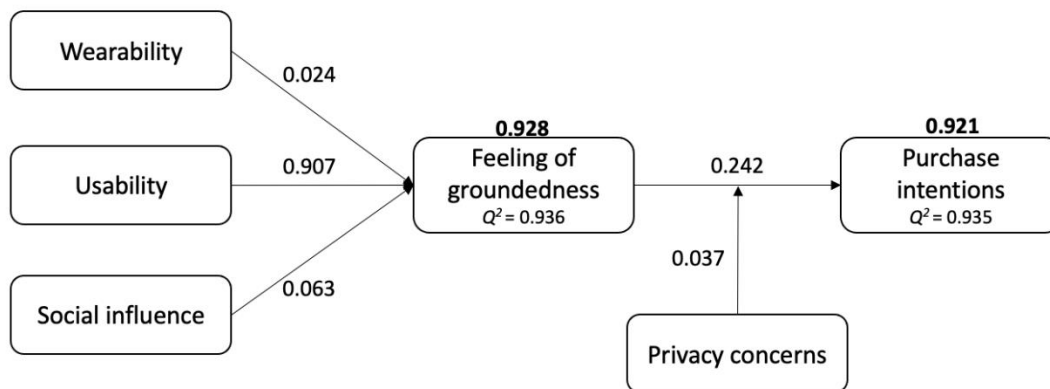 Wearability
0.024
0.928
0.921
Usability
0.907
Feeling of
groundedness
Q² = 0.936
0.242
Purchase
intentions
Q² = 0.935
0.063
0.037
Social influence
Privacy concerns